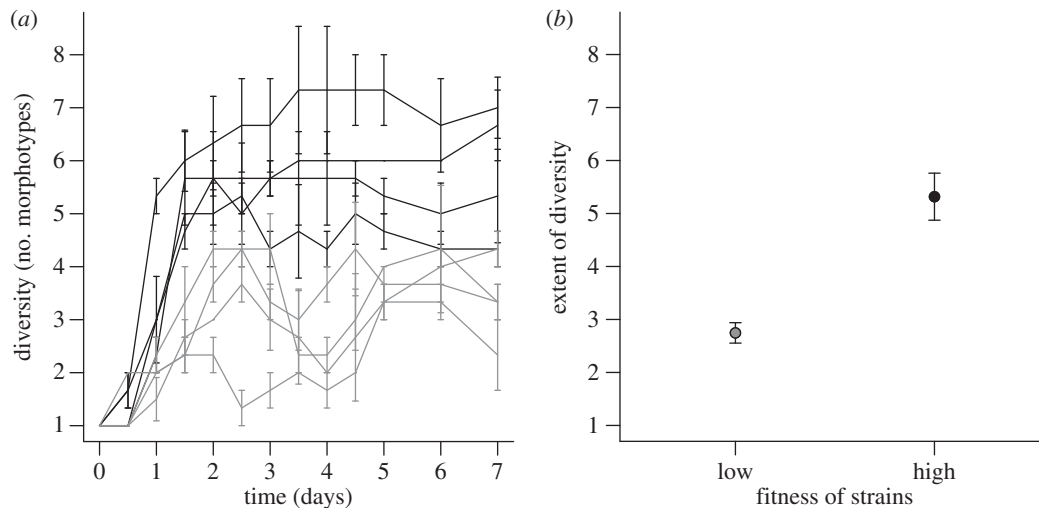 (a)
8
7
6
5
4
3
2
1
diversity (no. morphotypes)
0 1 2 3 4 5 6 7
time (days)
(b)
8
7
6
5
4
3
2
1
extent of diversity
low high
fitness of strains